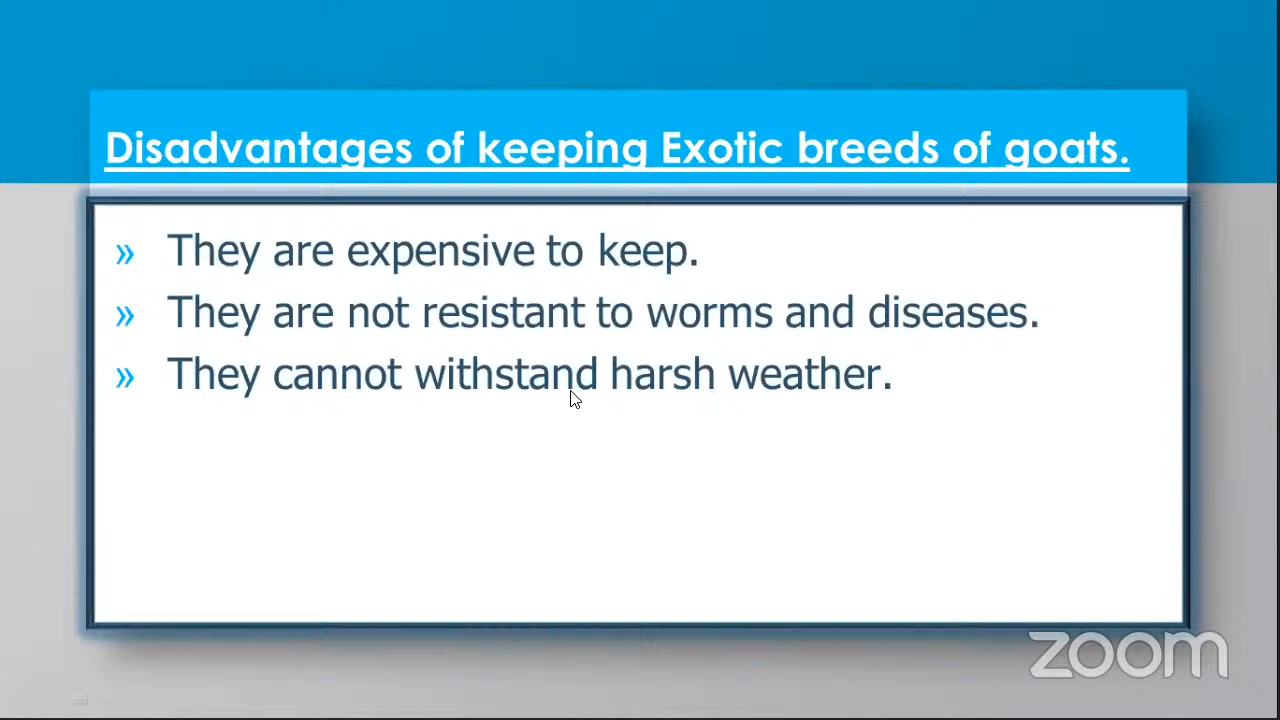 Disadvantages of keeping Exotic breeds of goats.
» They are expensive to keep.
» They are not resistant to worms and diseases.
» They cannot withstand harsh weather.
zoom